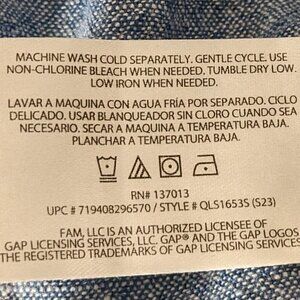 MACHINE WASH COLD SEPARATELY. GENTLE CYCLE. USE
NON-CHLORINE BLEACH WHEN NEEDED. TUMBLE DRY LOW.
LOW IRON WHEN NEEDED.
LAVAR A MAQUINA CON AGUA FRÍA POR SEPARADO. CICLO
DELICADO. USAR BLANQUEADOR SIN CLORO CUANDO SEA
NECESARIO. SECAR A MAQUINA A TEMPERATURA BAJA.
PLANCHAR A TEMPERATURA BAJA.
RN# 137013
UPC # 719408296570 / STYLE # QLS1653S (S23)
FAM, LLC IS AN AUTHORIZED LICENSEE OF
GAP LICENSING SERVICES, LLC. GAP® AND THE GAP LOGOS
THE REGISTERED TRADEMARKS OF GAP LICENSING SERVICES.